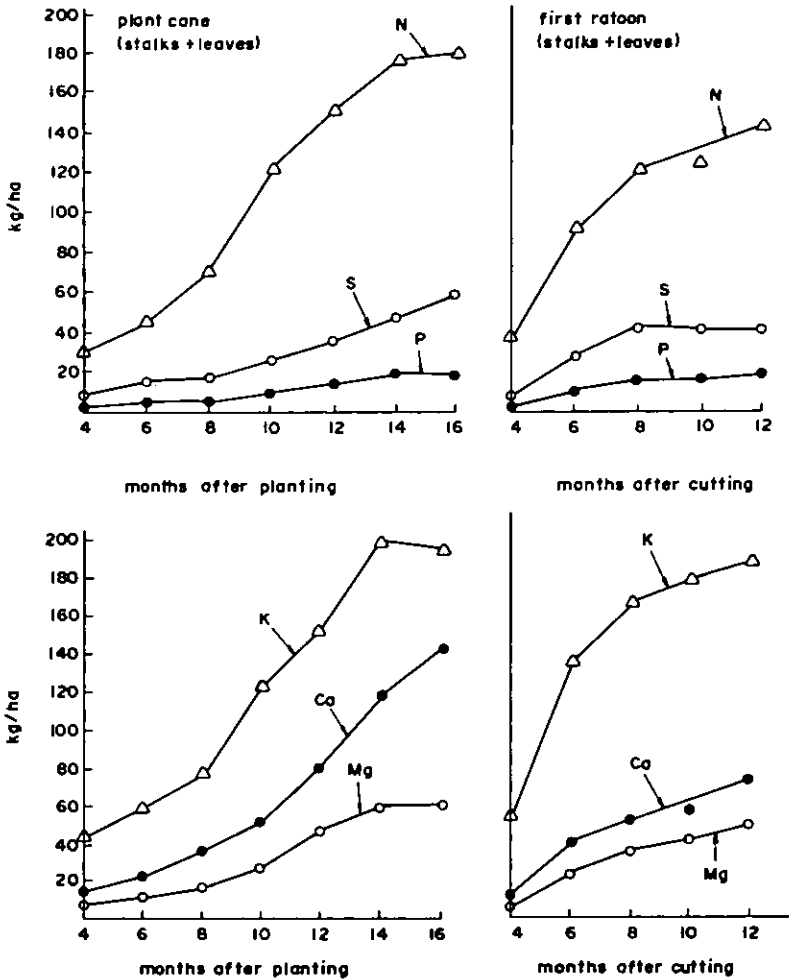 plant cane
(stalks + leaves)
first ratoon
(stalks+leaves)
kg/ha
200
180
160
140
120
100
80
60
40
20
N
S
P
4 6 8 10 12 14 16
months after planting
N
S
P
4 6 8 10 12
months after cutting
kg/ha
200
180
160
140
120
100
80
60
40
20
K
Ca
Mg
4 6 8 10 12 14 16
months after planting
K
Ca
Mg
4 6 8 10 12
months after cutting